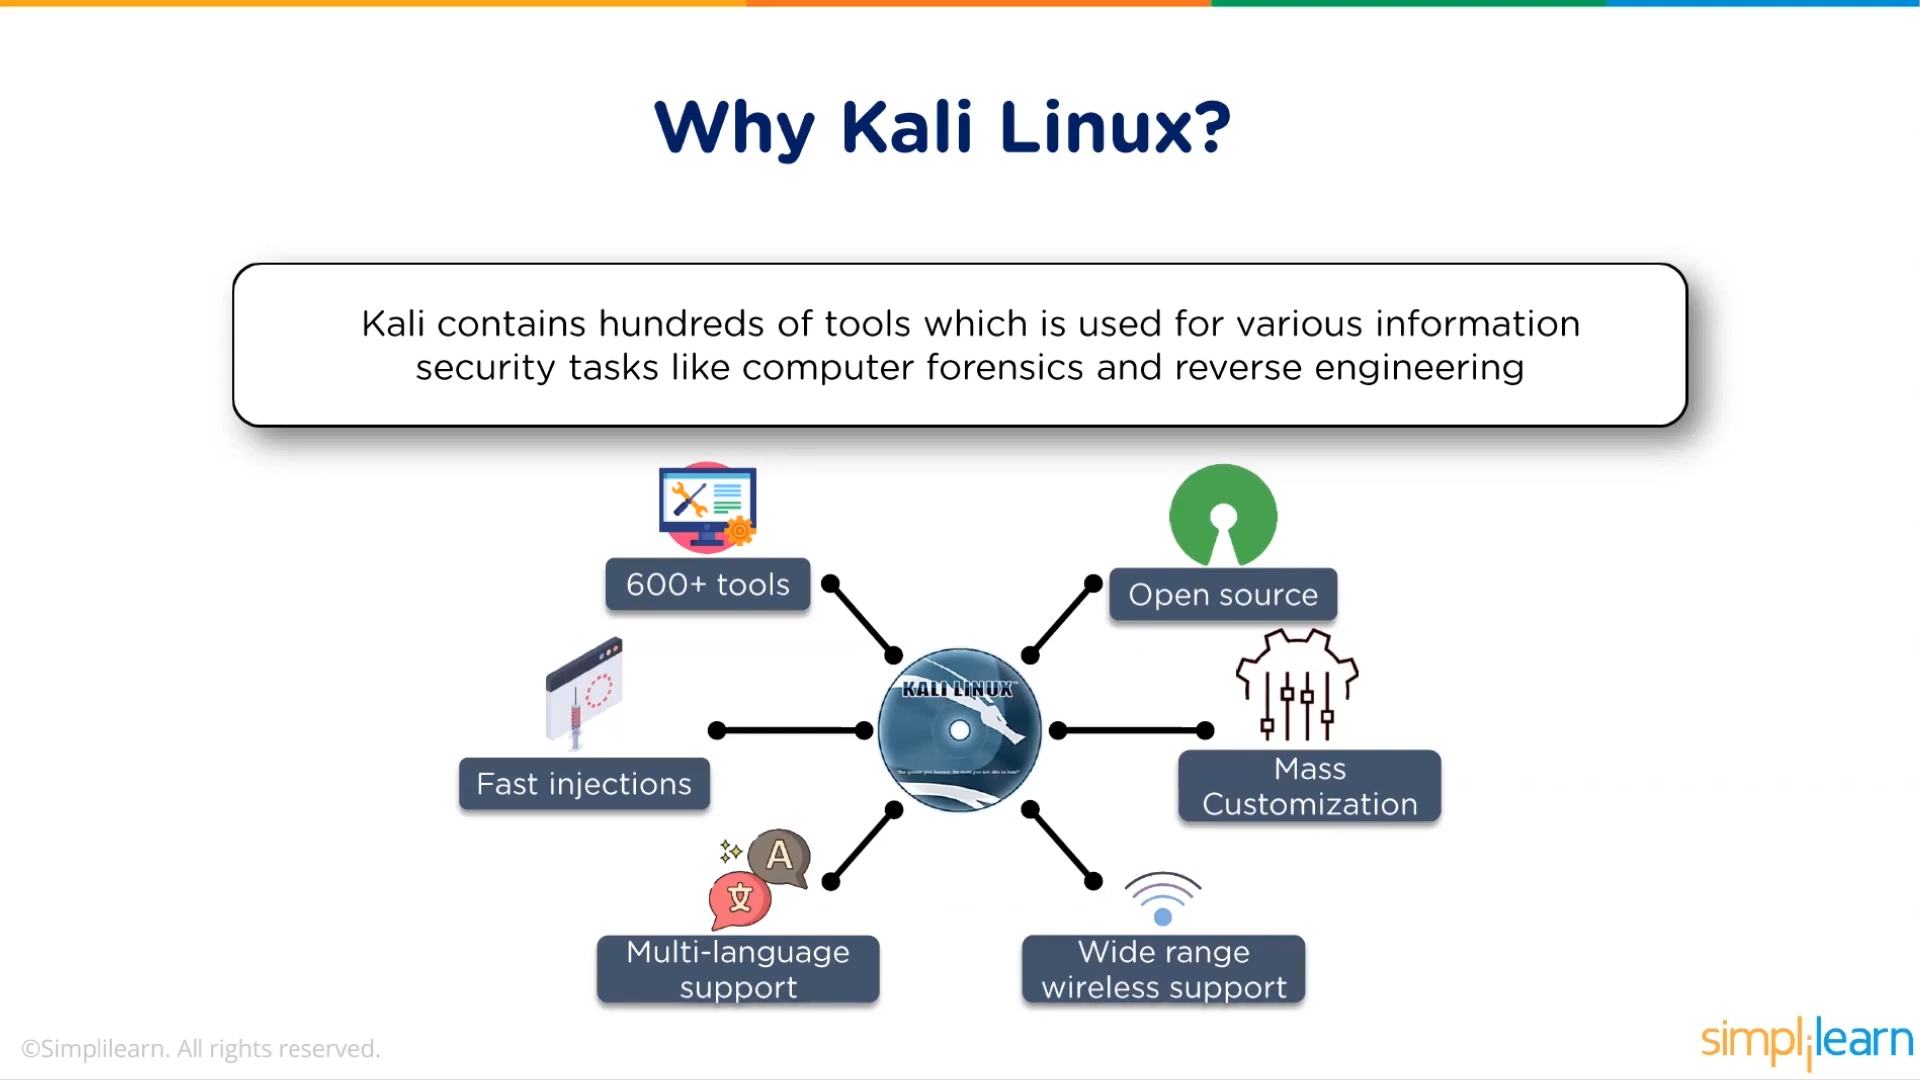 Why Kali Linux?
Kali contains hundreds of tools which is used for various information
security tasks like computer forensics and reverse engineering
600+ tools
Open source
KALI LINUX
Fast injections
Mass
Customization
A
文
Multi-language
support
Wide range
wireless support
©Simplilearn. All rights reserved.
simplilearn